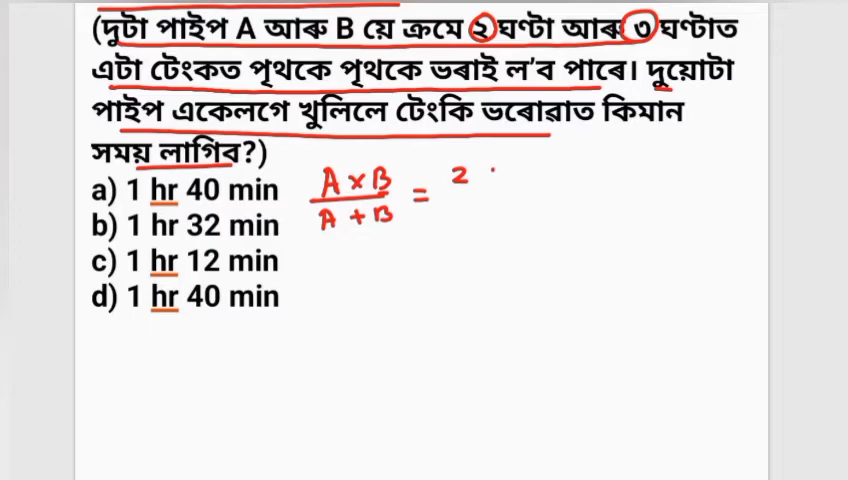 (দুটা পাইপ A আৰু B য়ে ক্ৰমে ২ ঘণ্টা আৰু ৩ ঘণ্টাত
এটা টেংকত পৃথকে পৃথকে ভৰাই ল'ব পাৰে। দুয়োটা
পাইপ একেলগে খুলিলে টেংকি ভৰোৱাত কিমান
সময় লাগিব?)
a) 1 hr 40 min
b) 1 hr 32 min
c) 1 hr 12 min
d) 1 hr 40 min
A × B
A + B
= 2